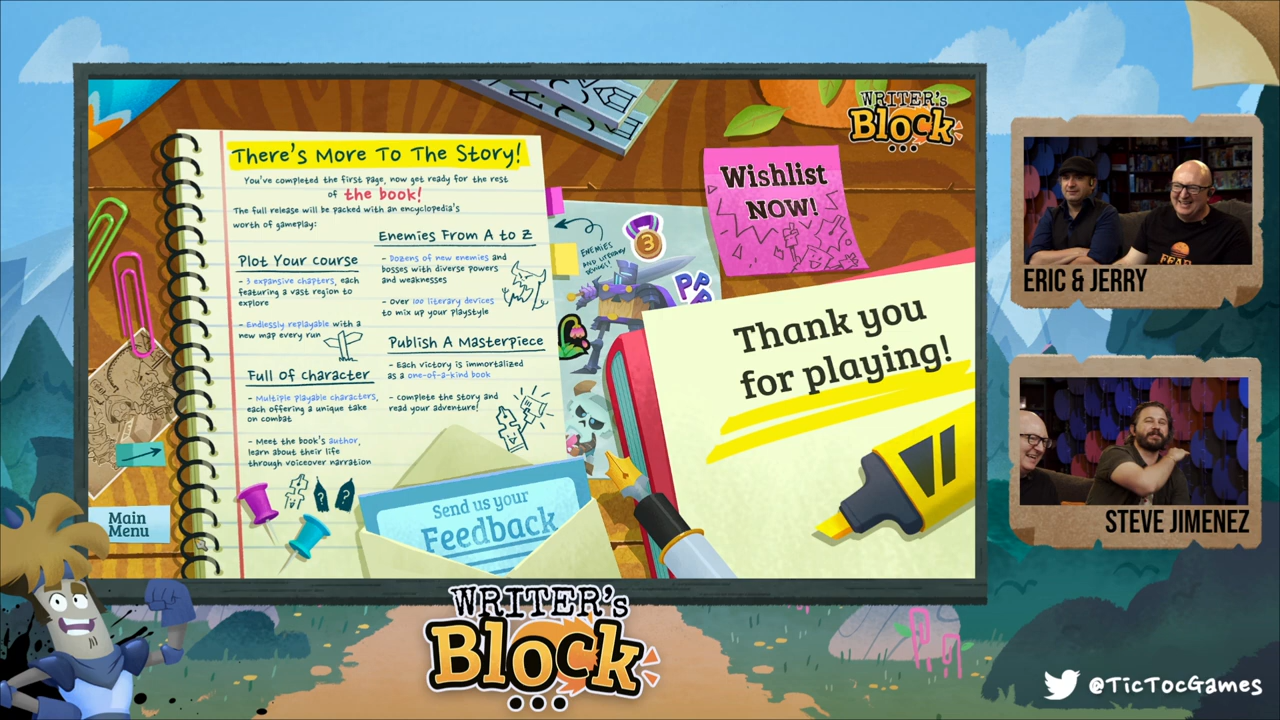 There's More To The Story!
You've completed the first page, now get ready for the rest
of the book!
The full release will be packed with an encyclopedia's
worth of gameplay:
Plot Your course
- 3 expansive chapters, each
featuring a vast region to
explore
- Endlessly replayable with a
new map every run
Full Of character
- Multiple playable characters,
each offering a unique take
on combat
- Meet the book's author,
learn about their life
through voiceover narration
Enemies From A to Z
- Dozens of new enemies and
bosses with diverse powers
and weaknesses
- Over 100 literary devices
to mix up your playstyle
Publish A Masterpiece
- Each victory is immortalized
as a one-of-a-kind book
- Complete the story and
read your adventure!
Main
Menu
Send us your
Feedback
ENEMIES
AND LITERARY
DEVICES!
3
WRITER'S
Block
Wishlist
NOW!
Thank you
for playing!
ERIC & JERRY
FEAR
STEVE JIMENEZ
WRITER'S
Block
@TicTocGames